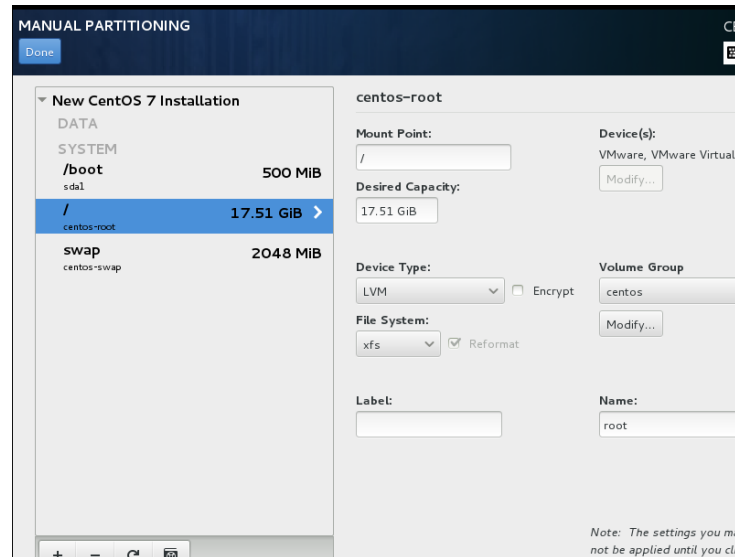 MANUAL PARTITIONING
Done
New CentOS 7 Installation
DATA
SYSTEM
/boot
500 MiB
sda1
/
17.51 GiB
centos-root
swap
2048 MiB
centos-swap
centos-root
Mount Point:
/
Desired Capacity:
17.51 GiB
Device(s):
VMware, VMware Virtual
Modify...
Device Type:
LVM
Encrypt
Volume Group
centos
Modify...
File System:
xfs
Reformat
Label:
Name:
root
Note: The settings you
not be applied until you